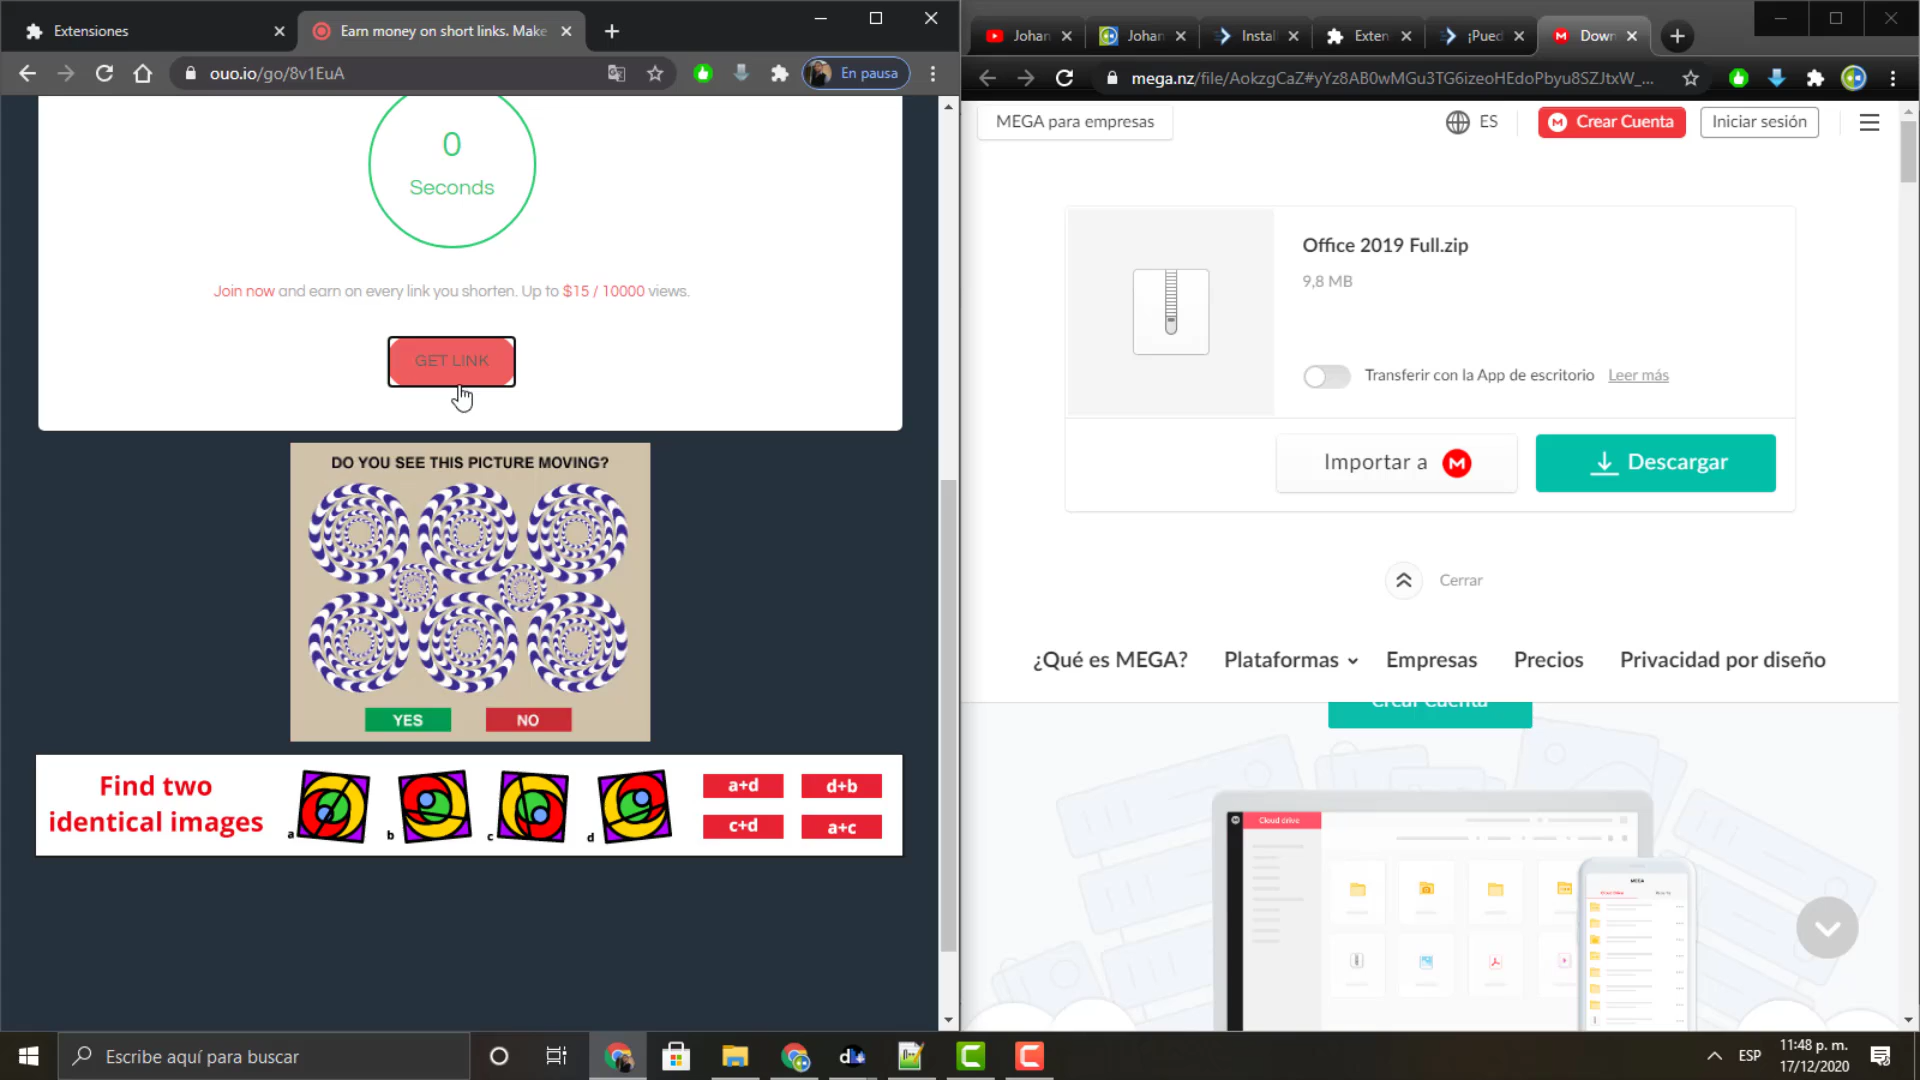 Extensiones
Earn money on short links. Make
ouo.io/go/8v1EuA
En pausa
0
Seconds
Join now and earn on every link you shorten. Up to $15 / 10000 views.
GET LINK
DO YOU SEE THIS PICTURE MOVING?
YES
NO
Find two
identical images
a
b
c
d
a+d
d+b
c+d
a+c
Johan
Johan
Instal
Exten
¡Pued
Down
mega.nz/file/AokzgCaZ#yYz8AB0wMGu3TG6izeoHEdoPbyu8SZJtxW_...
MEGA para empresas
ES
Crear Cuenta
Iniciar sesión
Office 2019 Full.zip
9,8 MB
Transferir con la App de escritorio Leer más
Importar a
Descargar
Cerrar
¿Qué es MEGA?
Plataformas
Empresas
Precios
Privacidad por diseño
Crear Cuenta
Cloud drive
MEGA
Escribe aquí para buscar
ESP
11:48 p. m.
17/12/2020